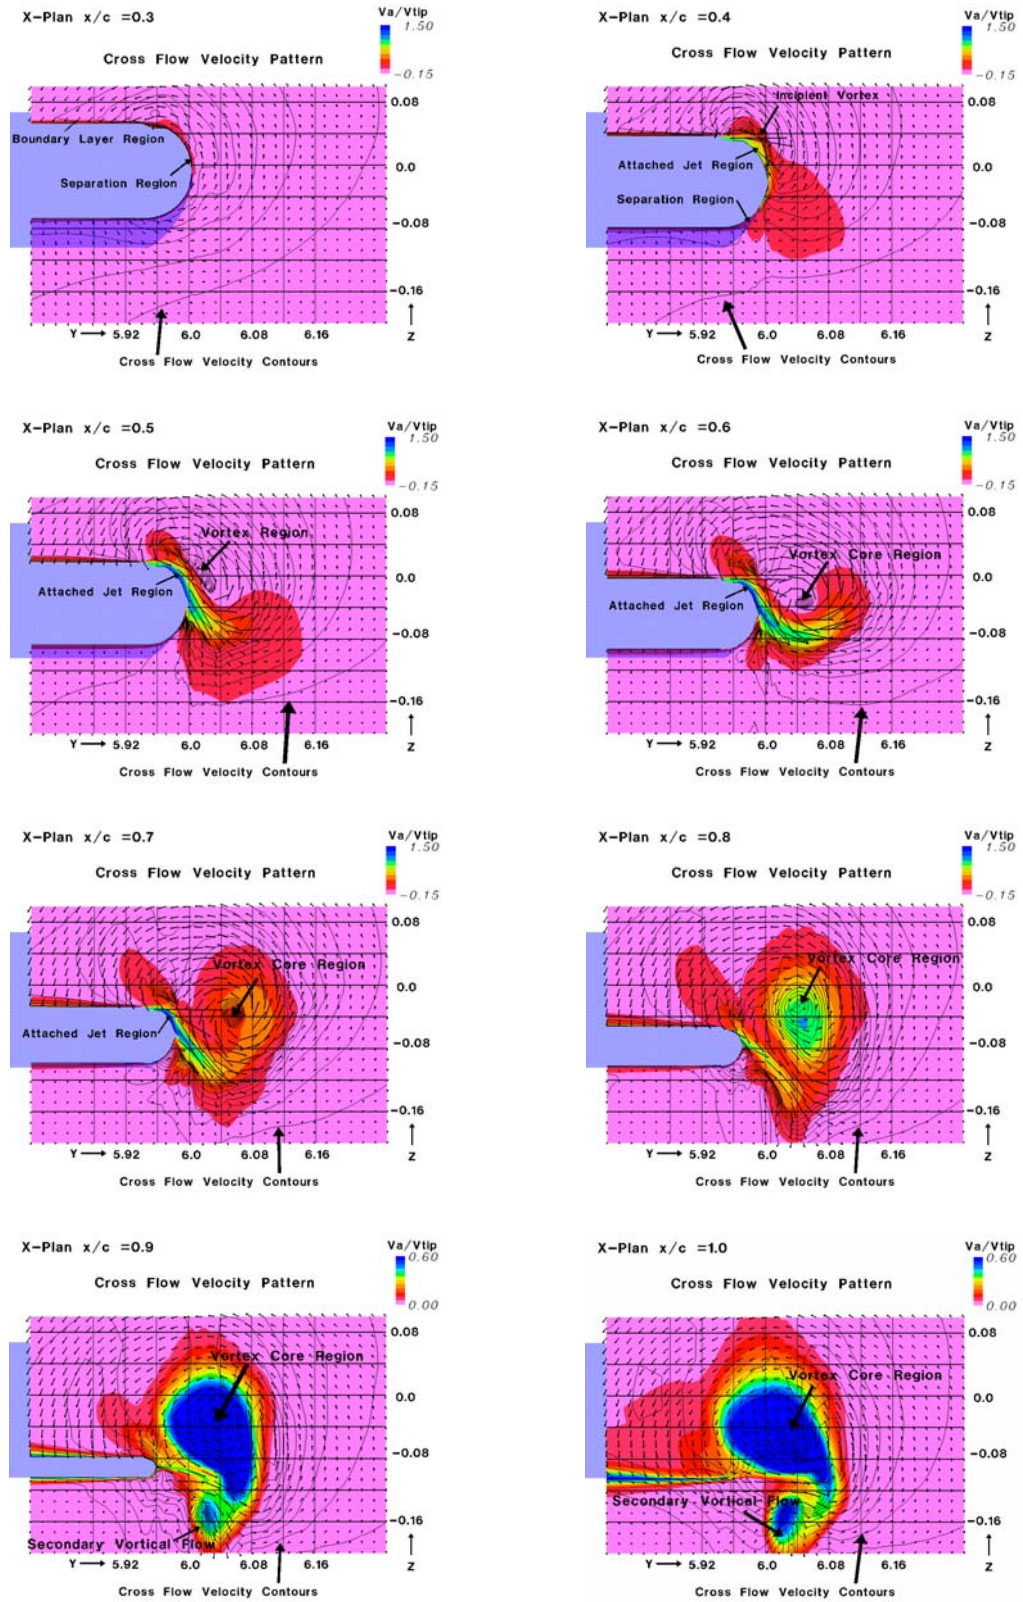 X-Plan x/c =0.3
Va/Vtip
1.50
-0.15
Cross Flow Velocity Pattern
Boundary Layer Region
Separation Region
0.08
0.0
-0.08
-0.16
Y 5.92 6.0 6.08 6.16
Z
Cross Flow Velocity Contours
X-Plan x/c =0.4
Va/Vtip
1.50
-0.15
Cross Flow Velocity Pattern
Incipient Vortex
Attached Jet Region
Separation Region
0.08
0.0
-0.08
-0.16
Y 5.92 6.0 6.08 6.16
Z
Cross Flow Velocity Contours
X-Plan x/c =0.5
Va/Vtip
1.50
-0.15
Cross Flow Velocity Pattern
Vortex Region
Attached Jet Region
0.08
0.0
-0.08
-0.16
Y 5.92 6.0 6.08 6.16
Z
Cross Flow Velocity Contours
X-Plan x/c =0.6
Va/Vtip
1.50
-0.15
Cross Flow Velocity Pattern
Vortex Core Region
Attached Jet Region
0.08
0.0
-0.08
-0.16
Y 5.92 6.0 6.08 6.16
Z
Cross Flow Velocity Contours
X-Plan x/c =0.7
Va/Vtip
1.50
-0.15
Cross Flow Velocity Pattern
Vortex Core Region
Attached Jet Region
0.08
0.0
-0.08
-0.16
Y 5.92 6.0 6.08 6.16
Z
Cross Flow Velocity Contours
X-Plan x/c =0.8
Va/Vtip
1.50
-0.15
Cross Flow Velocity Pattern
Vortex Core Region
0.08
0.0
-0.08
-0.16
Y 5.92 6.0 6.08 6.16
Z
Cross Flow Velocity Contours
X-Plan x/c =0.9
Va/Vtip
0.60
0.00
Cross Flow Velocity Pattern
Vortex Core Region
Secondary Vortical Flow
0.08
0.0
-0.08
-0.16
Y 5.92 6.0 6.08 6.16
Z
Cross Flow Velocity Contours
X-Plan x/c =1.0
Va/Vtip
0.60
0.00
Cross Flow Velocity Pattern
Vortex Core Region
Secondary Vortical Flow
0.08
0.0
-0.08
-0.16
Y 5.92 6.0 6.08 6.16
Z
Cross Flow Velocity Contours